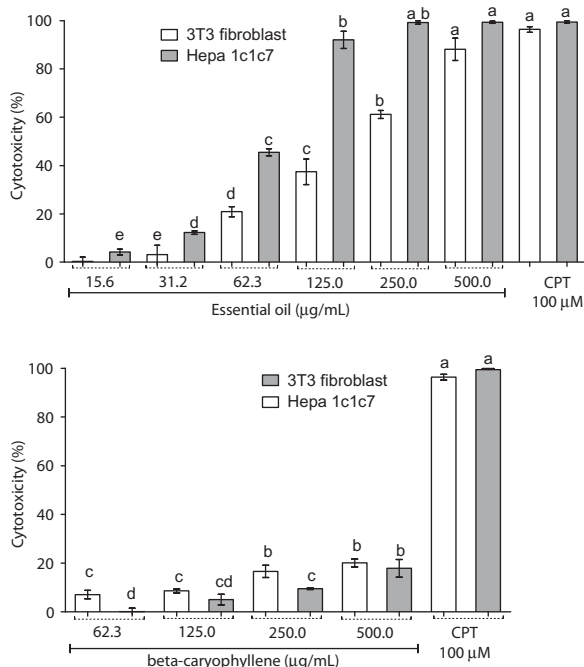 100
80
60
40
20
0
Cytotoxicity (%)
3T3 fibroblast
Hepa 1c1c7
e
e
d
d
c
c
b
b
a b
a
a
a
a
15.6
31.2
62.3
125.0
250.0
500.0
CPT
100 μM
Essential oil (μg/mL)
100
80
60
40
20
0
Cytotoxicity (%)
3T3 fibroblast
Hepa 1c1c7
c
d
c
cd
b
c
b
b
a
a
62.3
125.0
250.0
500.0
CPT
100 μM
beta-caryophyllene (μg/mL)